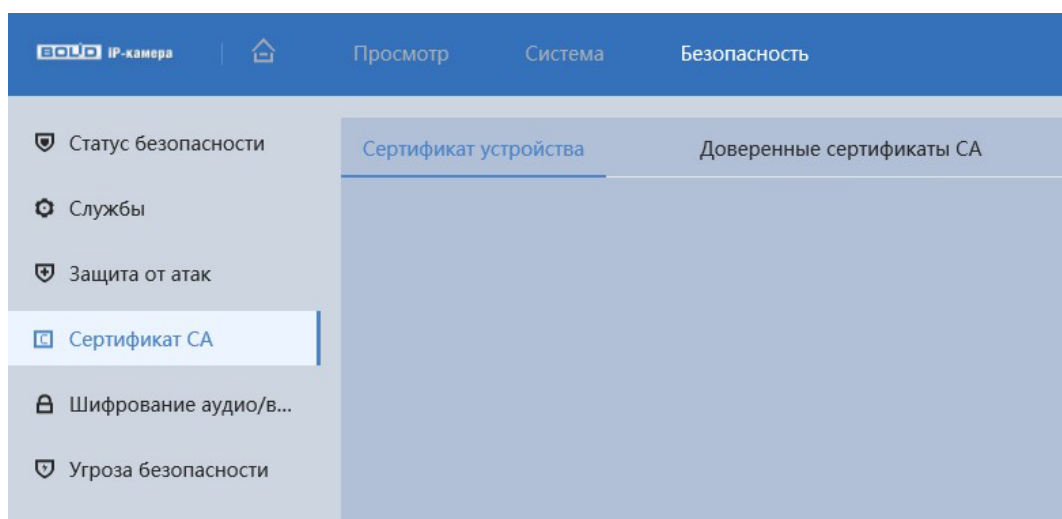 BOLID IP-камера Просмотр Система Безопасность
Статус безопасности
Службы
Защита от атак
Сертификат CA
Шифрование аудио/в...
Угроза безопасности
Сертификат устройства Доверенные сертификаты CA